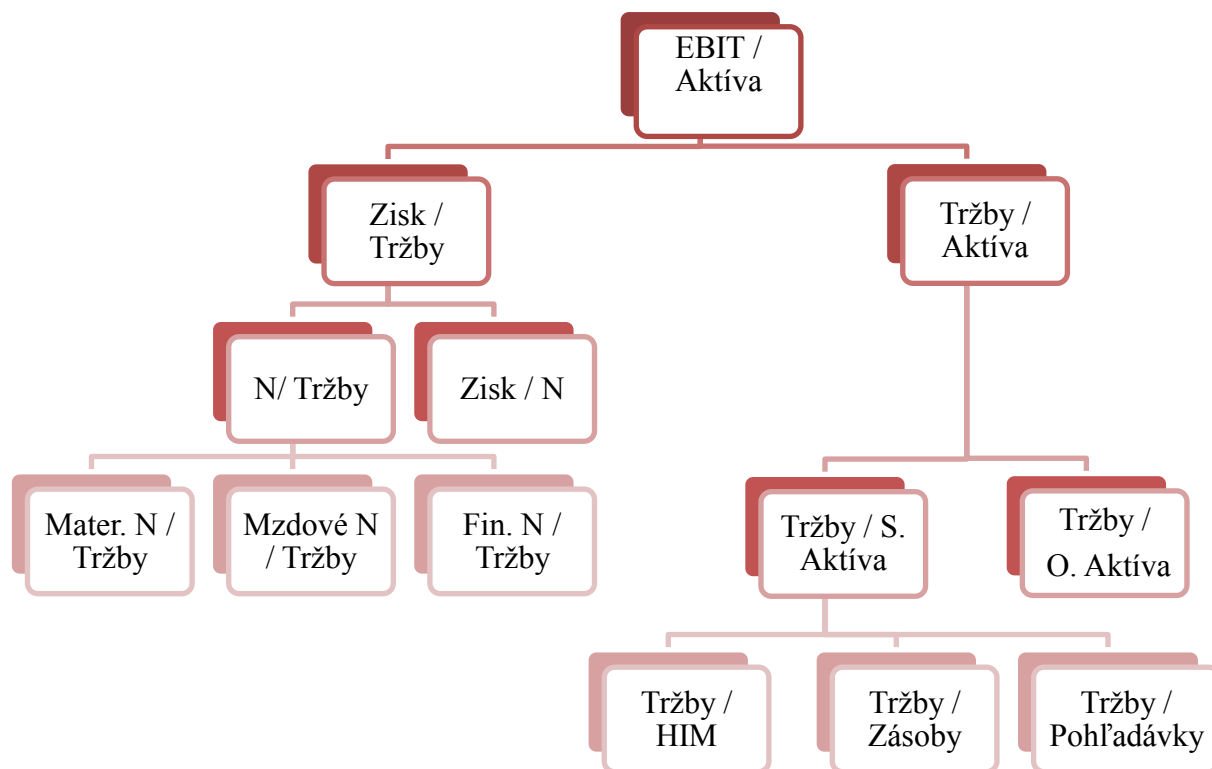 EBIT /
Aktíva
Zisk /
Tržby
Tržby /
Aktíva
N/ Tržby
Zisk / N
Mater. N /
Tržby
Mzdové N
/ Tržby
Fin. N /
Tržby
Tržby / S.
Aktíva
Tržby /
O. Aktíva
Tržby /
HIM
Tržby /
Zásoby
Tržby /
Pohľadávky